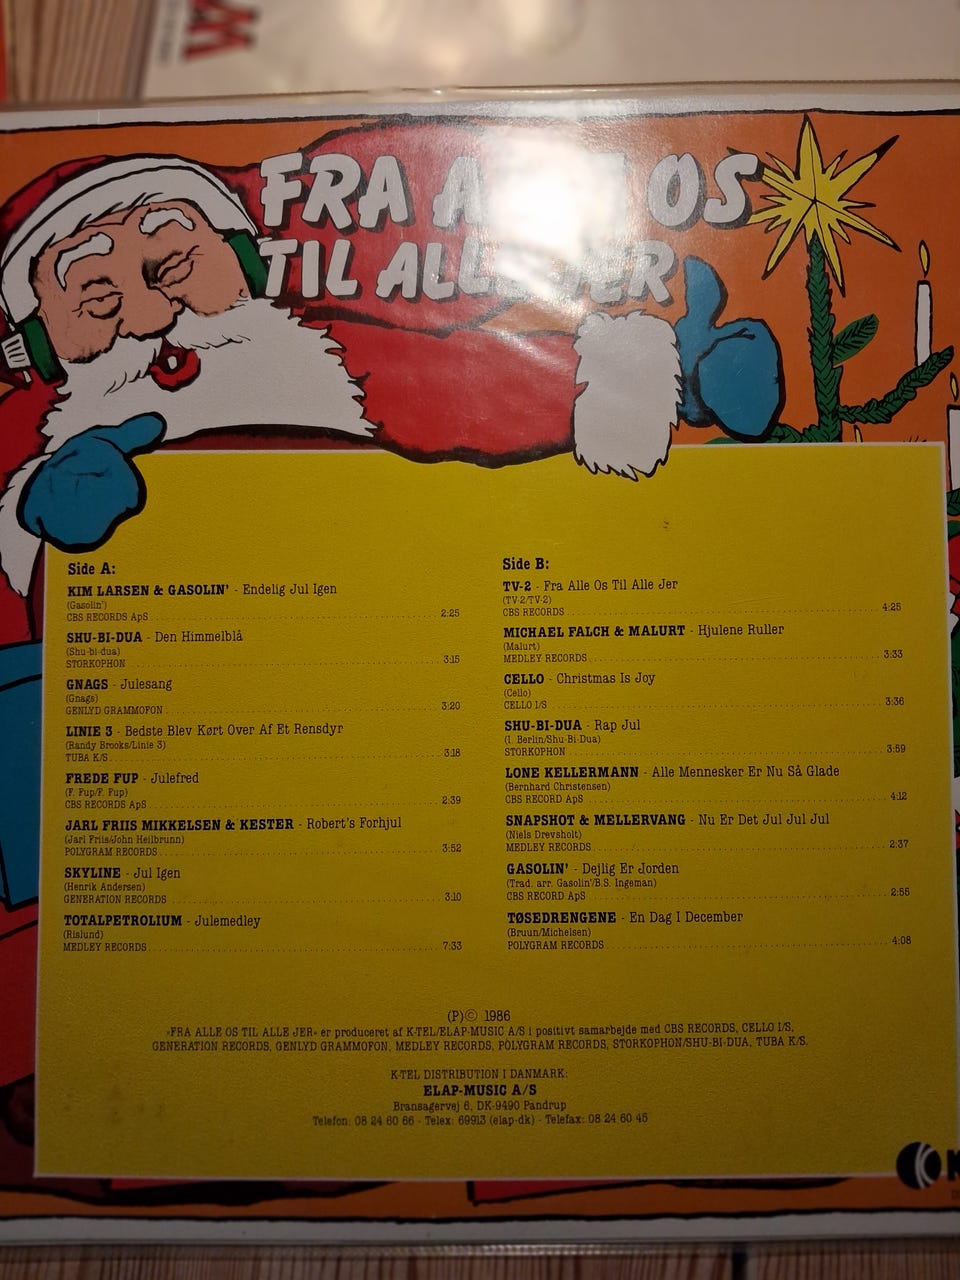 FRA A OS
TIL ALLE JER
Side A:
KIM LARSEN & GASOLIN' - Endelig Jul Igen
(Gasolin')
CBS RECORDS ApS 2:25
SHU-BI-DUA - Den Himmelblå
(Shu-bi-dua)
STORKOPHON 3:15
GNAGS - Julesang
(Gnags)
GENLYD GRAMMOFON 3:20
LINIE 3 - Bedste Blev Kørt Over Af Et Rensdyr
(Randy Brooks/Linie 3)
TUBA K/S 3:18
FREDE FUP - Julefred
(F. Fup/F. Fup)
CBS RECORDS ApS 2:39
JARL FRIIS MIKKELSEN & KESTER - Robert's Forhjul
(Jarl Friis/John Heilbrunn)
POLYGRAM RECORDS 3:52
SKYLINE - Jul Igen
(Henrik Andersen)
GENERATION RECORDS 3:10
TOTALPETROLIUM - Julemedley
(Rislund)
MEDLEY RECORDS 7:33
Side B:
TV-2 - Fra Alle Os Til Alle Jer
(TV-2/TV-2)
CBS RECORDS 4:25
MICHAEL FALCH & MALURT - Hjulene Ruller
(Malurt)
MEDLEY RECORDS 3:33
CELLO - Christmas Is Joy
(Cello)
CELLO I/S 3:36
SHU-BI-DUA - Rap Jul
(I. Berlin/Shu-Bi-Dua)
STORKOPHON 3:59
LONE KELLERMANN - Alle Mennesker Er Nu Så Glade
(Bernhard Christensen)
CBS RECORD ApS 4:12
SNAPSHOT & MELLERVANG - Nu Er Det Jul Jul Jul
(Niels Drevsholt)
MEDLEY RECORDS 2:37
GASOLIN' - Dejlig Er Jorden
(Trad. arr. Gasolin'/B.S. Ingeman)
CBS RECORD ApS 2:55
TØSEDRENGENE - En Dag I December
(Bruun/Michelsen)
POLYGRAM RECORDS 4:08
(P)© 1986
»FRA ALLE OS TIL ALLE JER« er produceret af K-TEL/ELAP-MUSIC A/S i positivt samarbejde med CBS RECORDS, CELLO I/S,
GENERATION RECORDS, GENLYD GRAMMOFON, MEDLEY RECORDS, POLYGRAM RECORDS, STORKOPHON/SHU-BI-DUA, TUBA K/S.
K-TEL DISTRIBUTION I DANMARK:
ELAP-MUSIC A/S
Bransagervej 6, DK-9490 Pandrup
Telefon: 08 24 60 66 - Telex: 69913 (elap-dk) - Telefax: 08 24 60 45
K